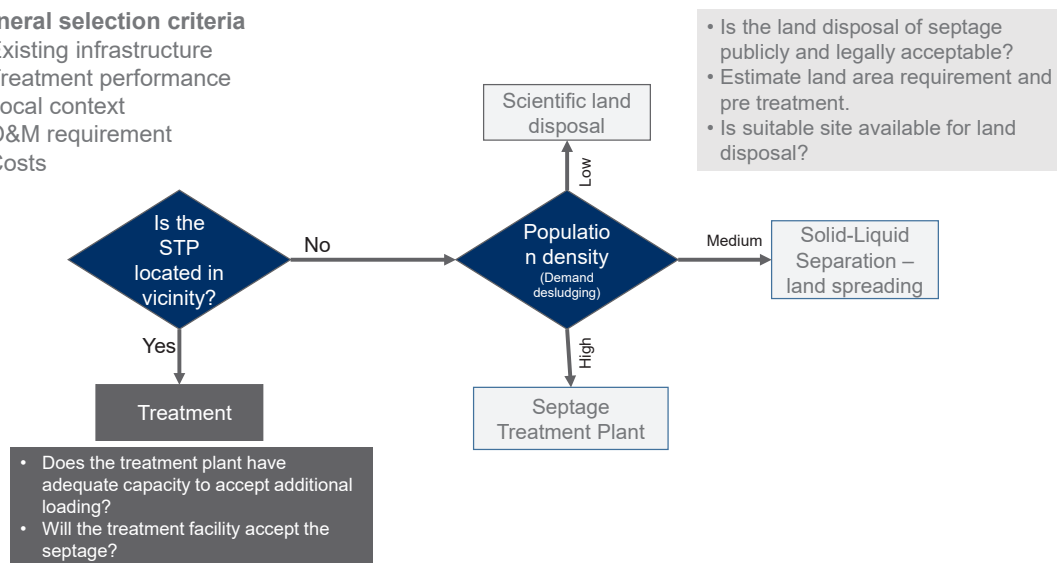 neral selection criteria
Existing infrastructure
Treatment performance
ocal context
O&M requirement
Costs
• Is the land disposal of septage
publicly and legally acceptable?
• Estimate land area requirement and
pre treatment.
• Is suitable site available for land
disposal?
Scientific land
disposal
Low
Is the
STP
located in
vicinity?
No
Populatio
n density
(Demand
desludging)
Medium
Solid-Liquid
Separation –
land spreading
Yes
High
Treatment
Septage
Treatment Plant
• Does the treatment plant have
adequate capacity to accept additional
loading?
• Will the treatment facility accept the
septage?